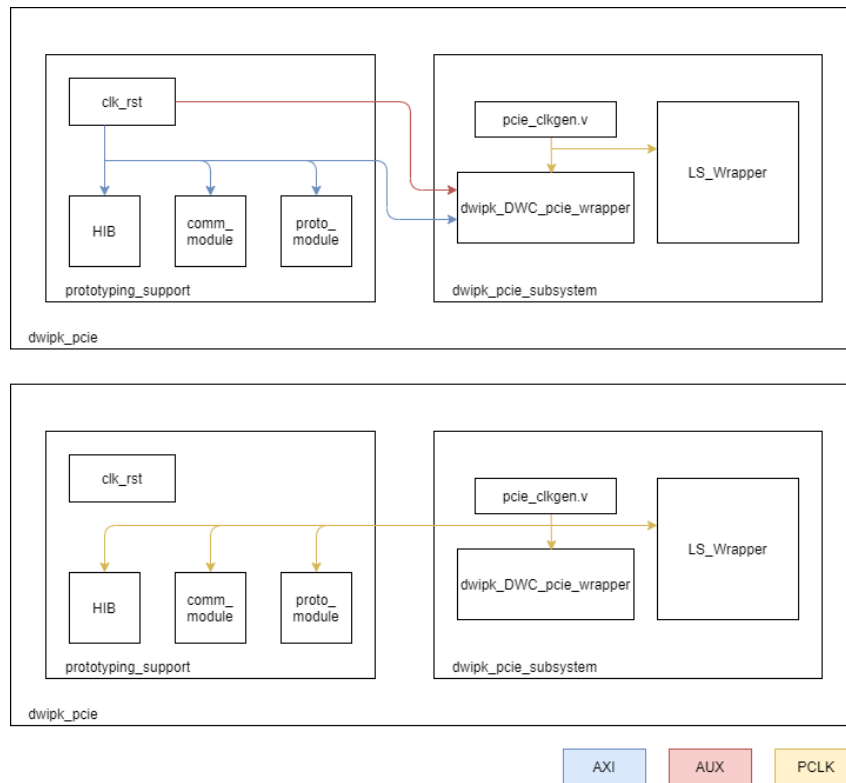 clk_rst
pcie_clkgen.v
LS_Wrapper
dwipk_DWC_pcie_wrapper
HIB
comm_
module
proto_
module
prototyping_support
dwipk_pcie_subsystem
dwipk_pcie
clk_rst
pcie_clkgen.v
LS_Wrapper
dwipk_DWC_pcie_wrapper
HIB
comm_
module
proto_
module
prototyping_support
dwipk_pcie_subsystem
dwipk_pcie
AXI
AUX
PCLK